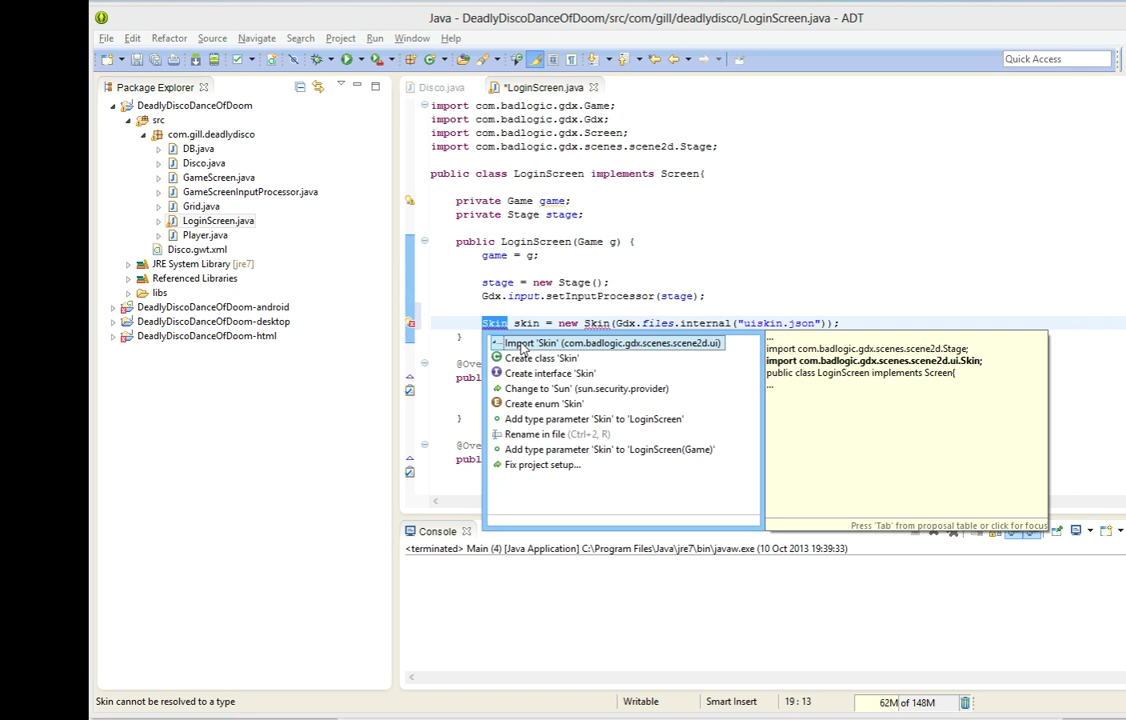 Java - DeadlyDiscoDanceOfDoom/src/com/gill/deadlydisco/LoginScreen.java - ADT
File Edit Refactor Source Navigate Search Project Run Window Help
Quick Access
Package Explorer
DeadlyDiscoDanceOfDoom
src
com.gill.deadlydisco
DB.java
Disco.java
GameScreen.java
GameScreenInputProcessor.java
Grid.java
LoginScreen.java
Player.java
Disco.gwt.xml
JRE System Library [jre7]
Referenced Libraries
libs
DeadlyDiscoDanceOfDoom-android
DeadlyDiscoDanceOfDoom-desktop
DeadlyDiscoDanceOfDoom-html
Disco.java *LoginScreen.java
import com.badlogic.gdx.Game;
import com.badlogic.gdx.Gdx;
import com.badlogic.gdx.Screen;
import com.badlogic.gdx.scenes.scene2d.Stage;
public class LoginScreen implements Screen{
private Game game;
private Stage stage;
public LoginScreen(Game g) {
game = g;
stage = new Stage();
Gdx.input.setInputProcessor(stage);
Skin skin = new Skin(Gdx.files.internal("uiskin.json"));
}
@Ove
publ
}
@Ove
publ
Import 'Skin' (com.badlogic.gdx.scenes.scene2d.ui)
Create class 'Skin'
Create interface 'Skin'
Change to 'Sun' (sun.security.provider)
Create enum 'Skin'
Add type parameter 'Skin' to 'LoginScreen'
Rename in file (Ctrl+2, R)
Add type parameter 'Skin' to 'LoginScreen(Game)'
Fix project setup...
...
import com.badlogic.gdx.scenes.scene2d.Stage;
import com.badlogic.gdx.scenes.scene2d.ui.Skin;
public class LoginScreen implements Screen{
...
Press 'Tab' from proposal table or click for focus
Console
<terminated> Main (4) [Java Application] C:\Program Files\Java\jre7\bin\javaw.exe (10 Oct 2013 19:39:33)
Skin cannot be resolved to a type
Writable
Smart Insert
19 : 13
62M of 148M